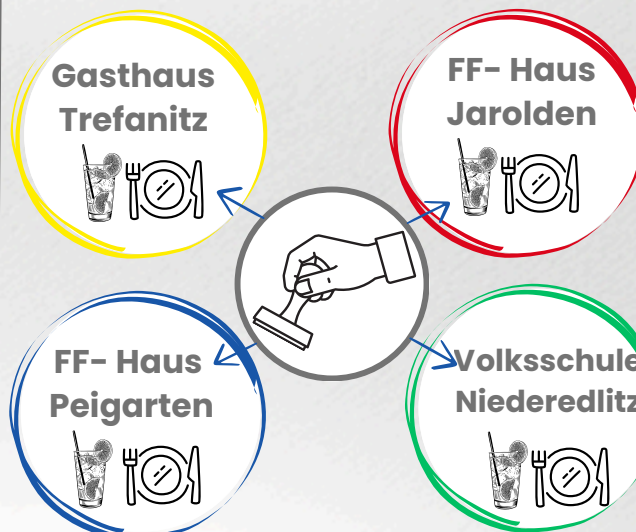 Gasthaus
Trefanitz
FF- Haus
Jarolden
FF- Haus
Peigarten
Volksschule
Niederedlitz